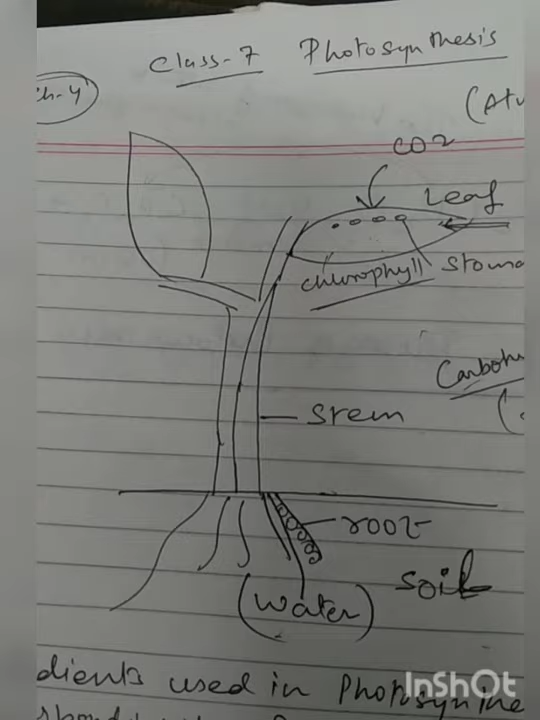 Class-7 Photosynthesis
Ch-4
(At
CO2
Leaf
chlorophyll Stoma
Carbohy
Stem
root
Soil
(Water)
dients used in Photosynthe
InShOt